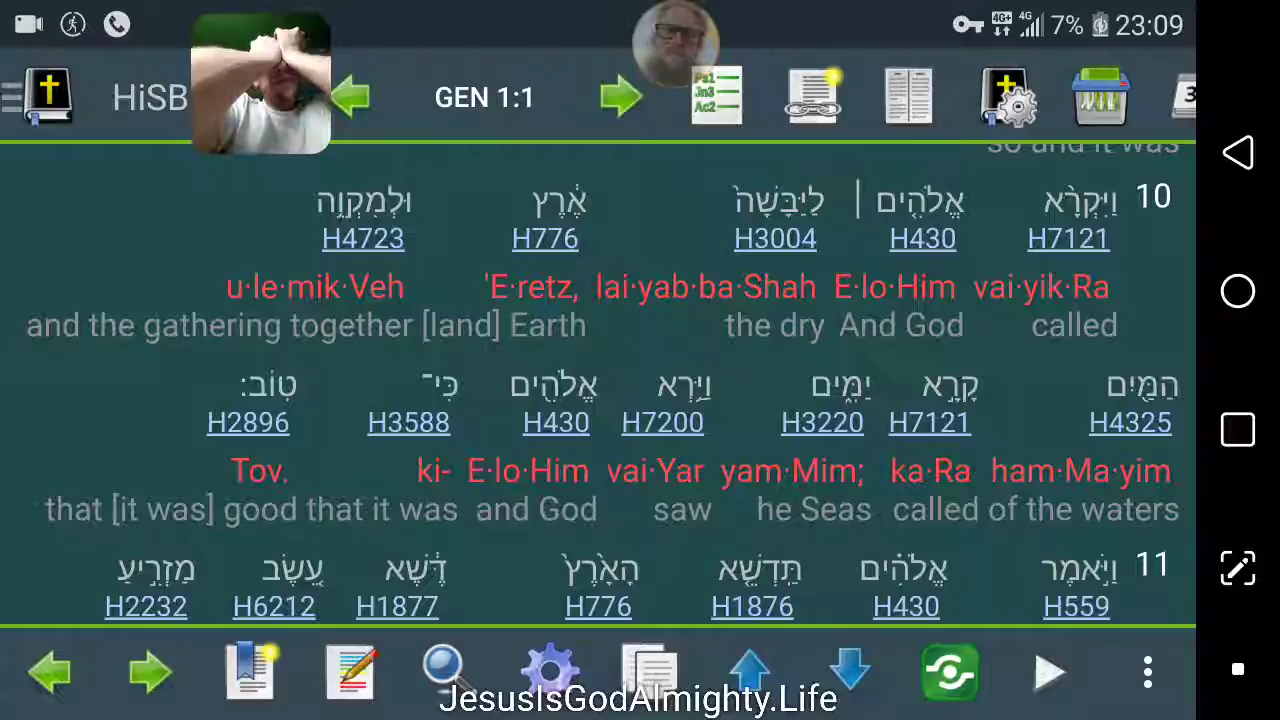 7% 23:09
HiSB GEN 1:1 Ps1 Jn3 Ac2 3
so and it was
10 וַיִּקְרָ֨א אֱלֹהִ֤ים ׀ לַיַּבָּשָׁה֙ אֶ֔רֶץ וּלְמִקְוֵ֥ה
H7121 H430 H3004 H776 H4723
u·le·mik·Veh 'E·retz, lai·yab·ba·Shah E·lo·Him vai·yik·Ra
and the gathering together [land] Earth the dry And God called
הַמַּ֖יִם קָרָ֣א יַמִּ֑ים וַיַּ֥רְא אֱלֹהִ֖ים כִּי־ טֽוֹב׃
H4325 H7121 H3220 H7200 H430 H3588 H2896
Tov. ki- E·lo·Him vai·Yar yam·Mim; ka·Ra ham·Ma·yim
that [it was] good that it was and God saw he Seas called of the waters
11 וַיֹּ֣אמֶר אֱלֹהִ֗ים תַּֽדְשֵׁ֤א הָאָ֙רֶץ֙ דֶּ֔שֶׁא עֵ֚שֶׂב מַזְרִ֣יעַ
H559 H430 H1876 H776 H1877 H6212 H2232
JesusIsGodAlmighty.Life